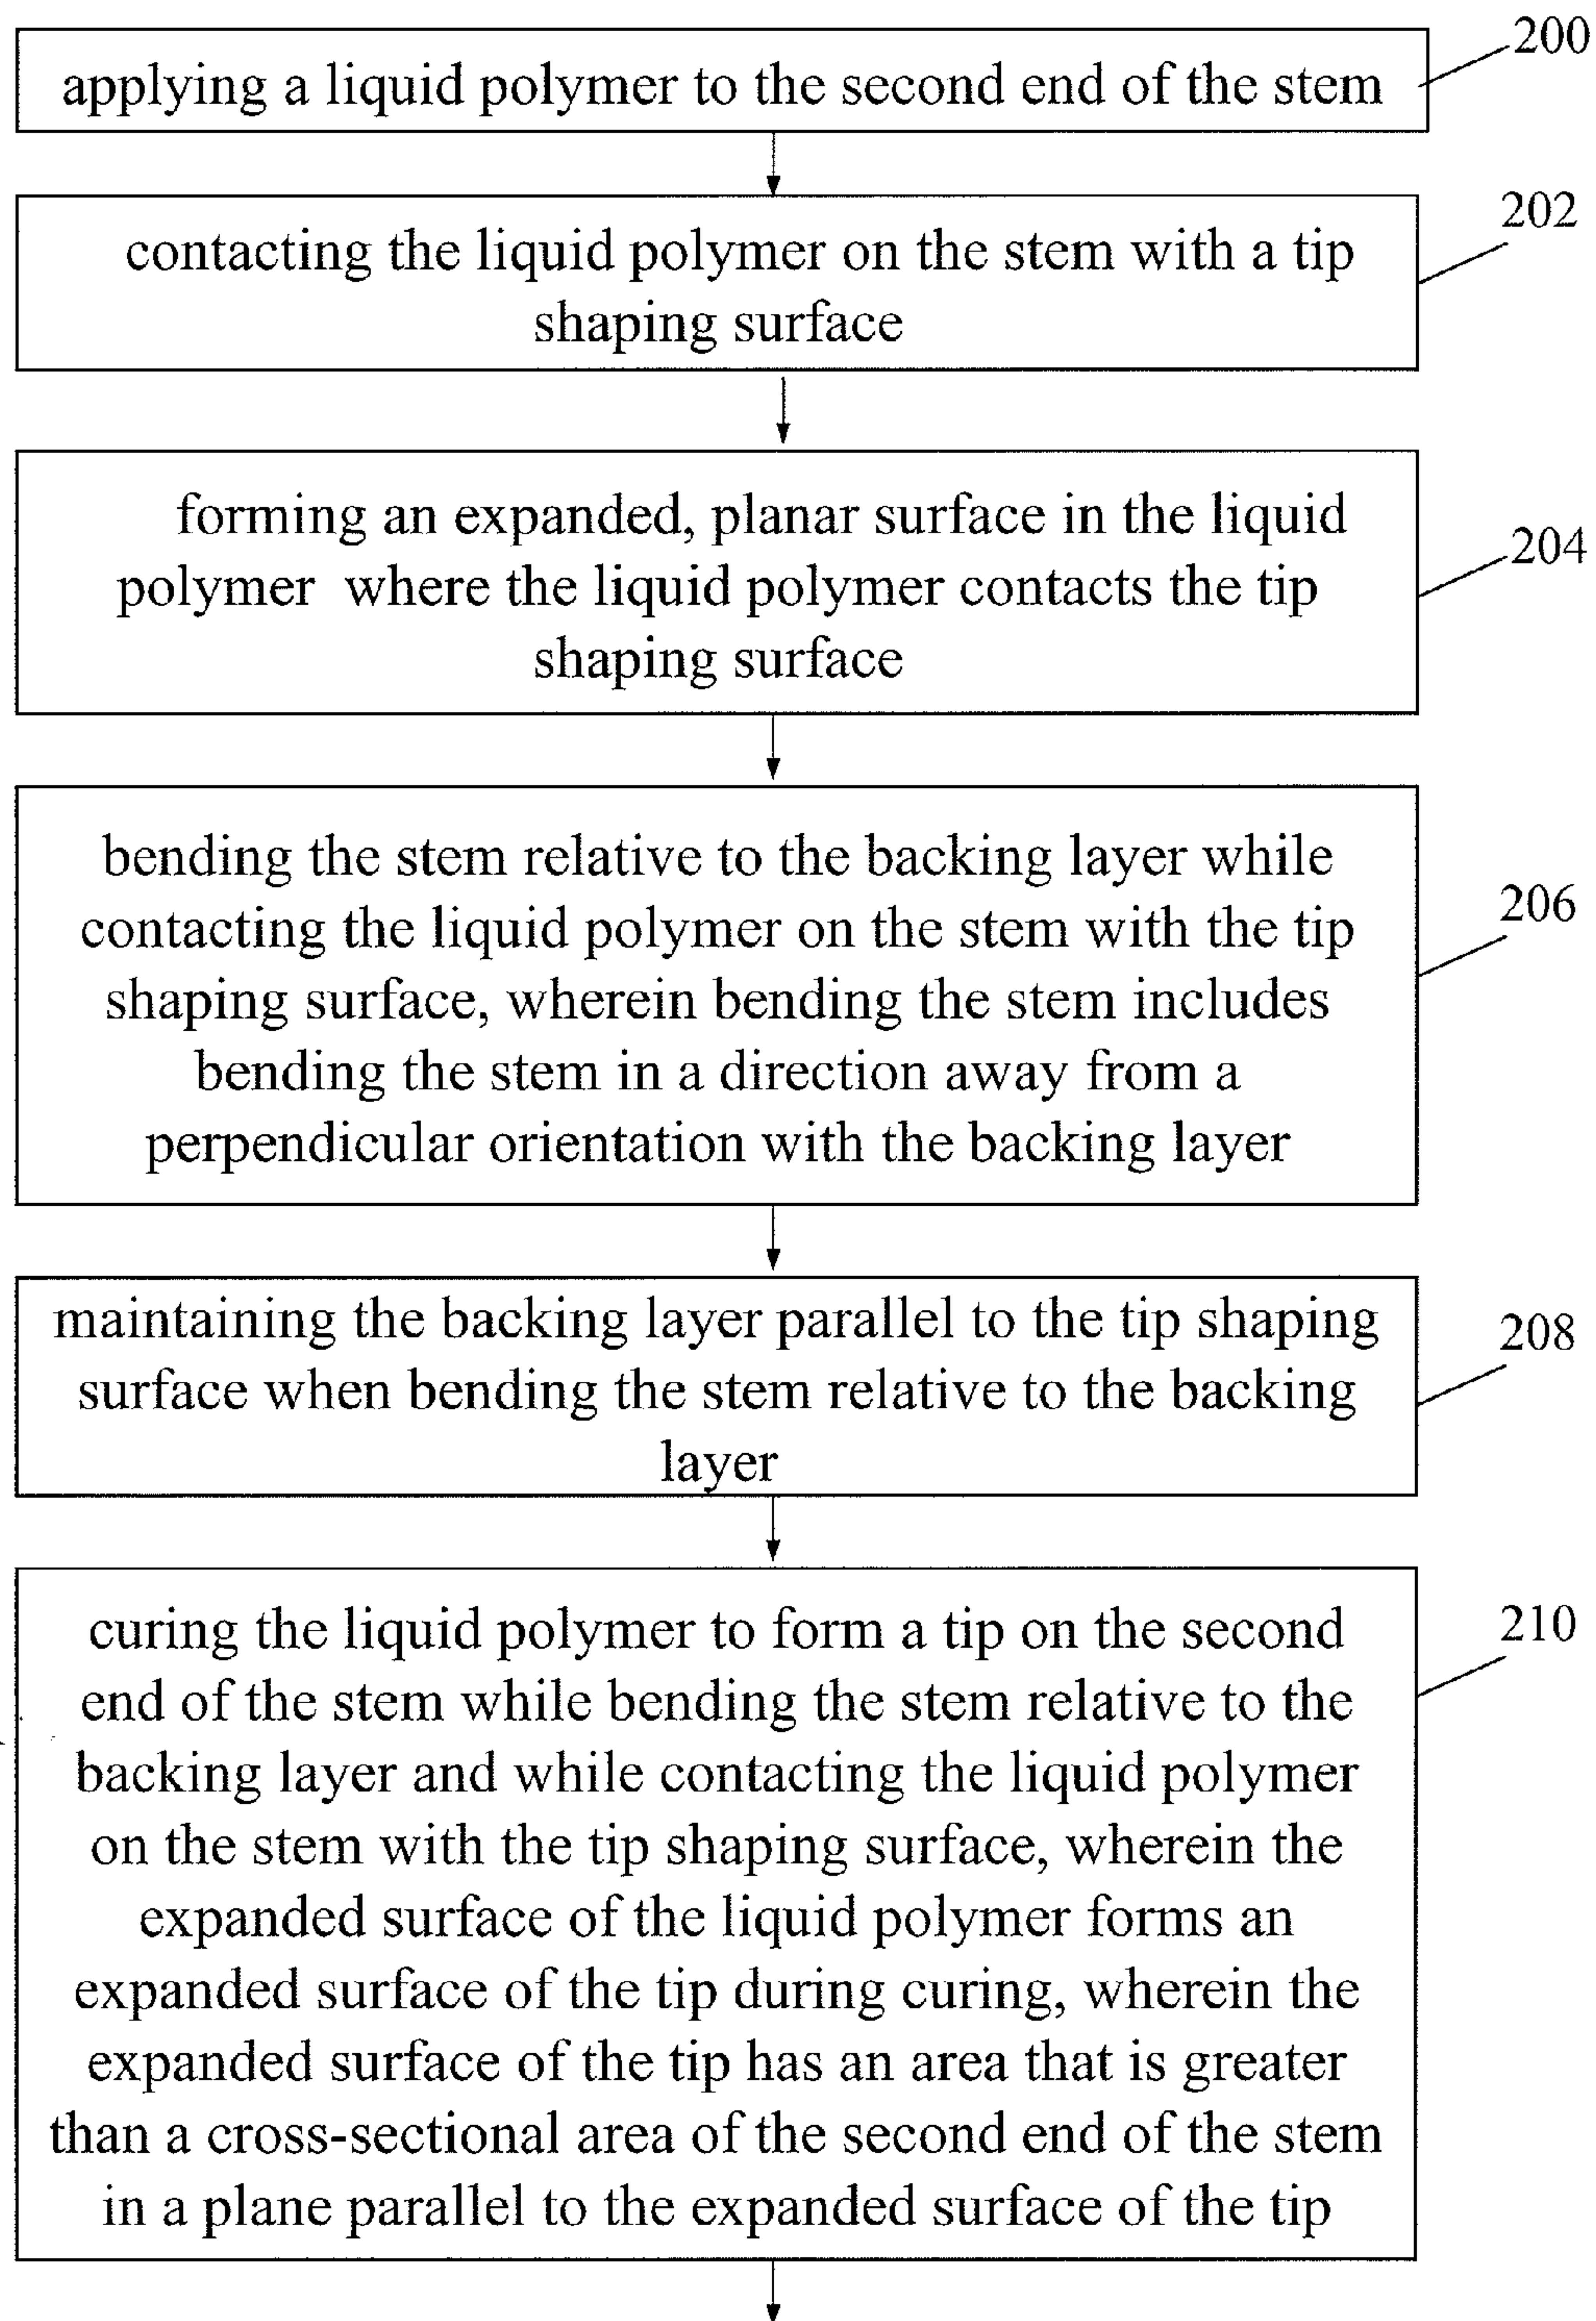 200
applying a liquid polymer to the second end of the stem
202
contacting the liquid polymer on the stem with a tip
shaping surface
forming an expanded, planar surface in the liquid
204
polymer where the liquid polymer contacts the tip
shaping surface
bending the stem relative to the backing layer while
206
contacting the liquid polymer on the stem with the tip
shaping surface, wherein bending the stem includes
bending the stem in a direction away from a
perpendicular orientation with the backing layer
maintaining the backing layer parallel to the tip shaping
208
surface when bending the stem relative to the backing
layer
curing the liquid polymer to form a tip on the second
210
end of the stem while bending the stem relative to the
backing layer and while contacting the liquid polymer
on the stem with the tip shaping surface, wherein the
expanded surface of the liquid polymer forms an
expanded surface of the tip during curing, wherein the
expanded surface of the tip has an area that is greater
than a cross-sectional area of the second end of the stem
in a plane parallel to the expanded surface of the tip